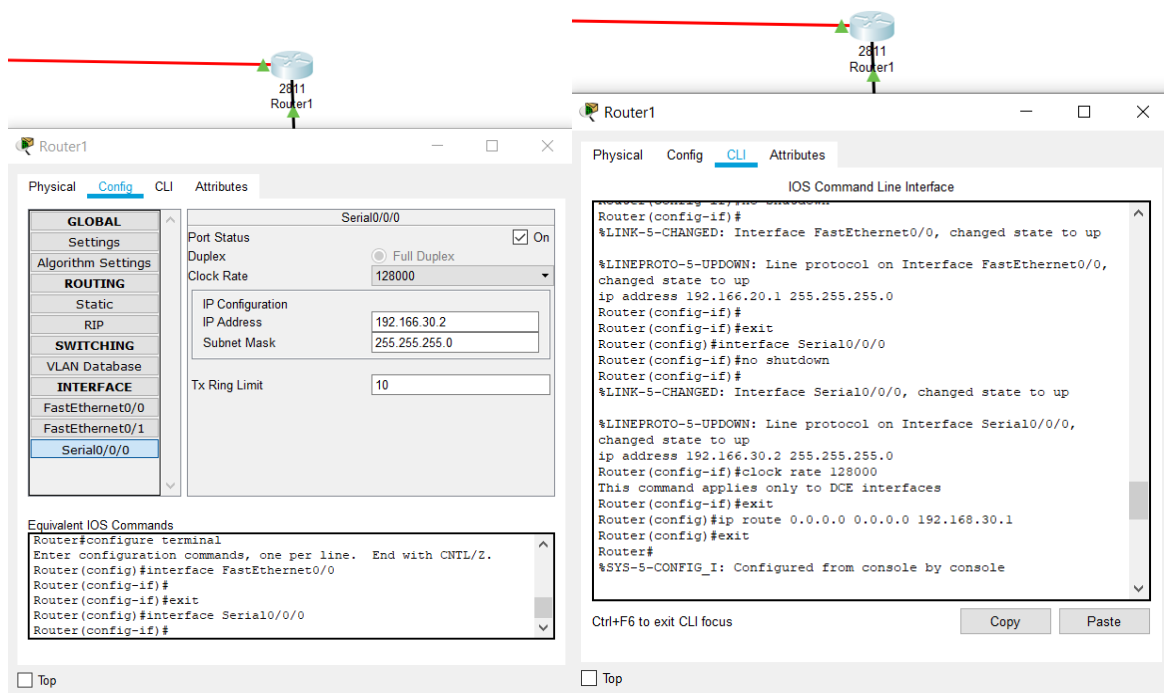 2811
Router1
Router1
Physical Config CLI Attributes
GLOBAL
Settings
Algorithm Settings
ROUTING
Static
RIP
SWITCHING
VLAN Database
INTERFACE
FastEthernet0/0
FastEthernet0/1
Serial0/0/0
Serial0/0/0
Port Status On
Duplex Full Duplex
Clock Rate 128000
IP Configuration
IP Address 192.166.30.2
Subnet Mask 255.255.255.0
Tx Ring Limit 10
Equivalent IOS Commands
Router#configure terminal
Enter configuration commands, one per line. End with CNTL/Z.
Router(config)#interface FastEthernet0/0
Router(config-if)#
Router(config-if)#exit
Router(config)#interface Serial0/0/0
Router(config-if)#
Top
2811
Router1
Router1
Physical Config CLI Attributes
IOS Command Line Interface
Router(config-if)#no shutdown
Router(config-if)#
%LINK-5-CHANGED: Interface FastEthernet0/0, changed state to up
%LINEPROTO-5-UPDOWN: Line protocol on Interface FastEthernet0/0,
changed state to up
ip address 192.166.20.1 255.255.255.0
Router(config-if)#
Router(config-if)#exit
Router(config)#interface Serial0/0/0
Router(config-if)#no shutdown
Router(config-if)#
%LINK-5-CHANGED: Interface Serial0/0/0, changed state to up
%LINEPROTO-5-UPDOWN: Line protocol on Interface Serial0/0/0,
changed state to up
ip address 192.166.30.2 255.255.255.0
Router(config-if)#clock rate 128000
This command applies only to DCE interfaces
Router(config-if)#exit
Router(config)#ip route 0.0.0.0 0.0.0.0 192.168.30.1
Router(config)#exit
Router#
%SYS-5-CONFIG_I: Configured from console by console
Ctrl+F6 to exit CLI focus
Copy Paste
Top